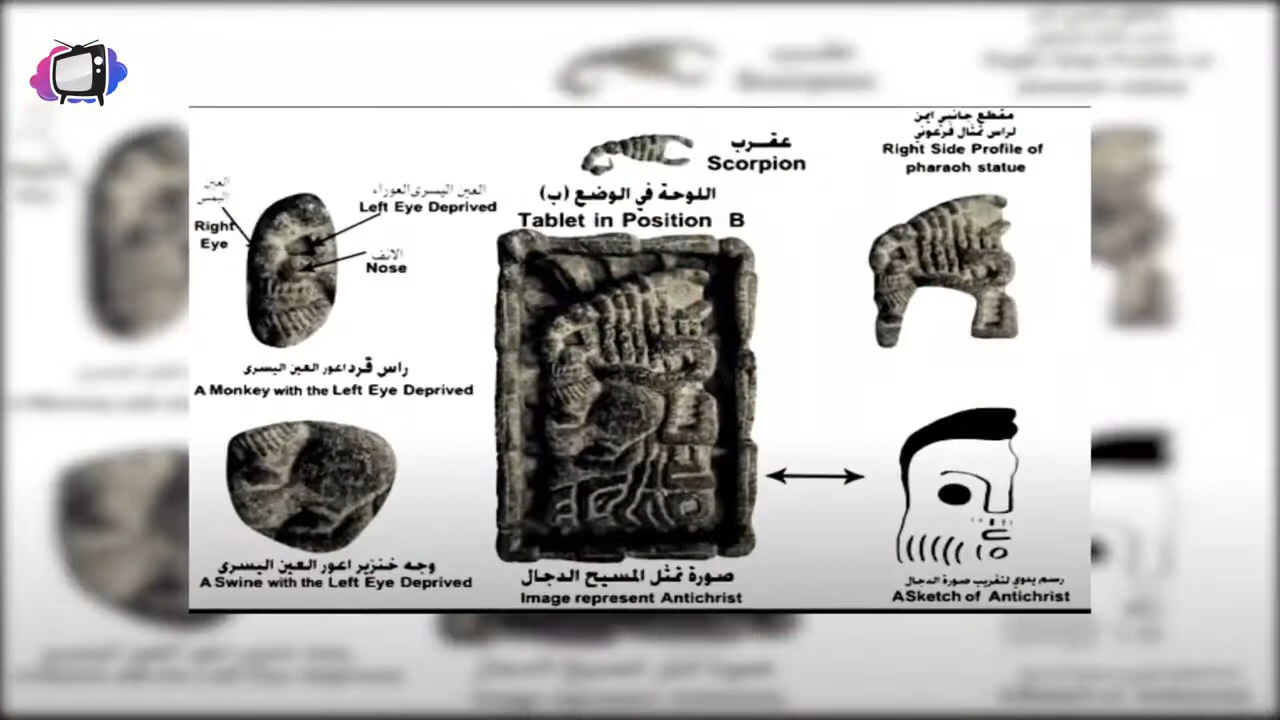 عقرب
Scorpion
اللوحة في الوضع (ب)
Tablet in Position B
مقطع جانبي ايمن
لراس تمثال فرعوني
Right Side Profile of
pharaoh statue
العين
اليمنى
Right
Eye
العين اليسرى العوراء
Left Eye Deprived
الانف
Nose
راس قرد اعور العين اليسرى
A Monkey with the Left Eye Deprived
وجه خنزير اعور العين اليسرى
A Swine with the Left Eye Deprived
صورة تمثل المسيح الدجال
Image represent Antichrist
رسم يدوي لتقريب صورة الدجال
A Sketch of Antichrist